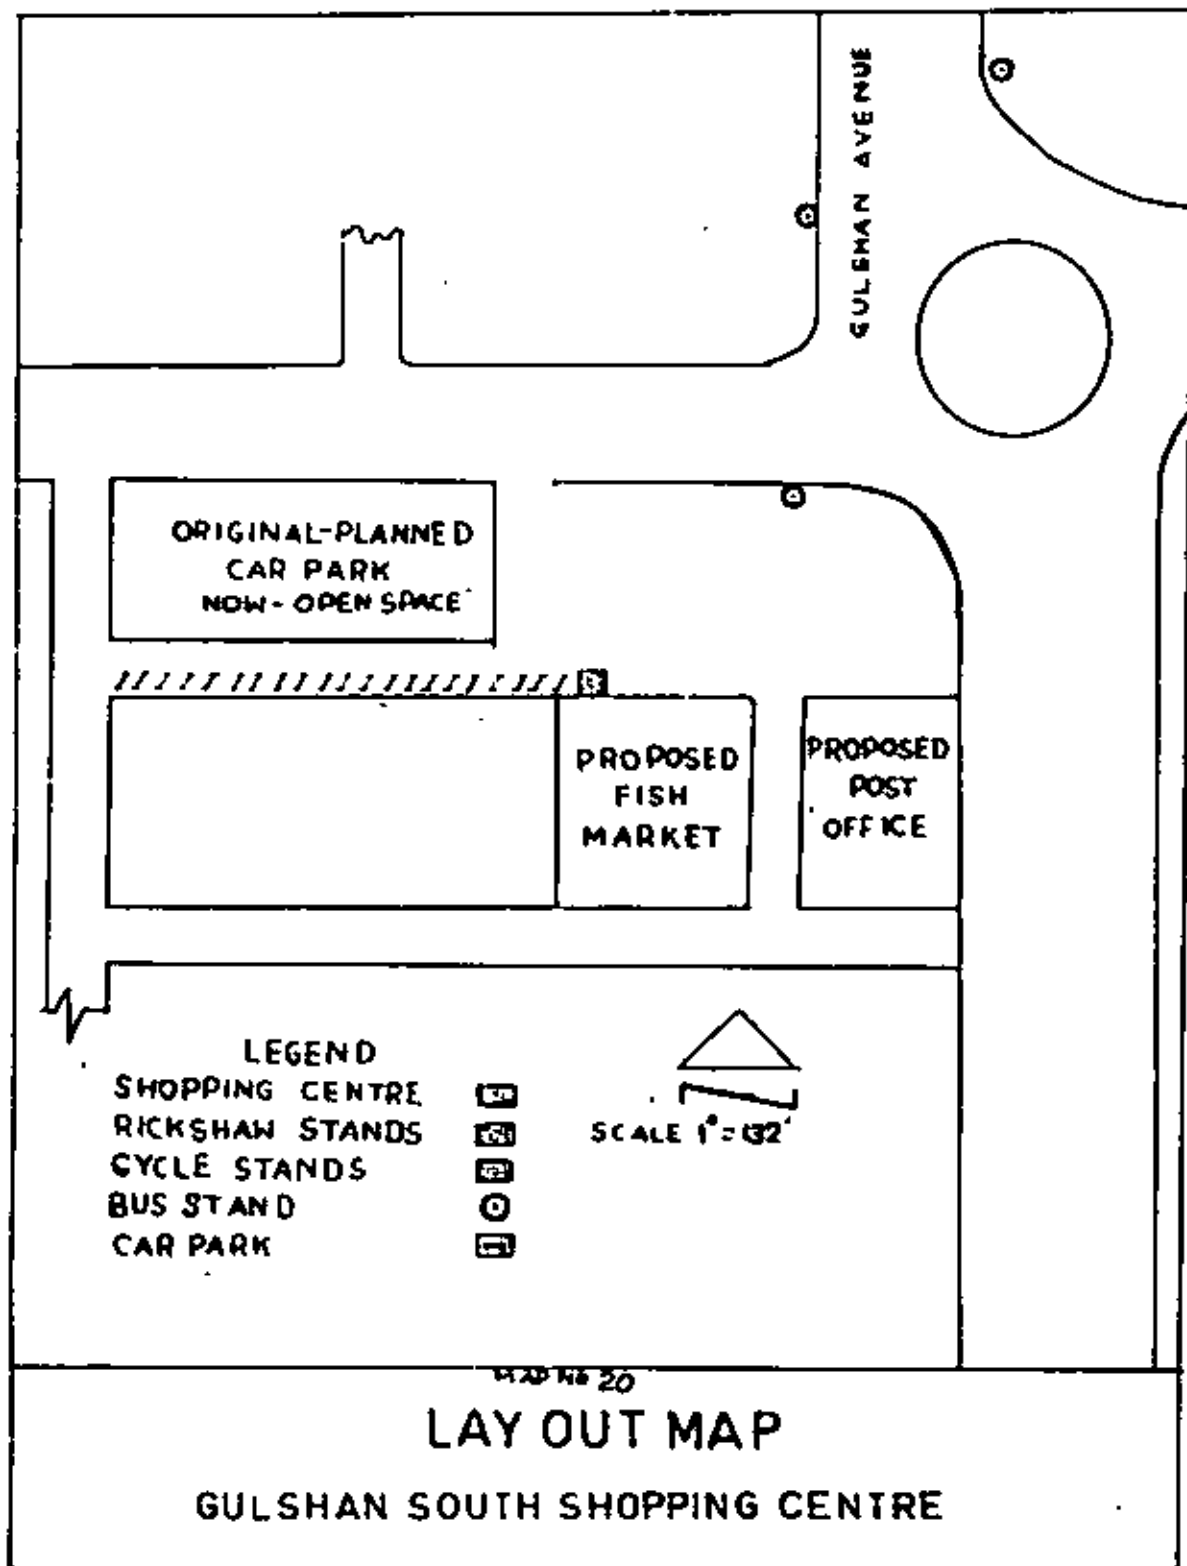 GULSHAN AVENUE
ORIGINAL-PLANNED
CAR PARK
NOW-OPEN SPACE
PROPOSED
FISH
MARKET
PROPOSED
POST
OFFICE
LEGEND
SHOPPING CENTRE
RICKSHAW STANDS
CYCLE STANDS
BUS STAND
CAR PARK
SCALE 1"=132'
MAP No 20
LAY OUT MAP
GULSHAN SOUTH SHOPPING CENTRE